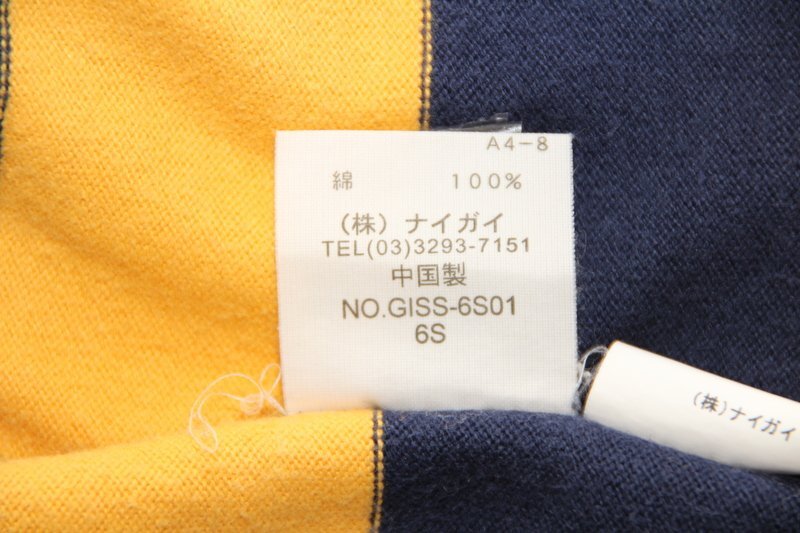 A4-8
綿 100%
(株)ナイガイ
TEL(03)3293-7151
中国製
NO.GISS-6S01
6S
(株)ナイガイ